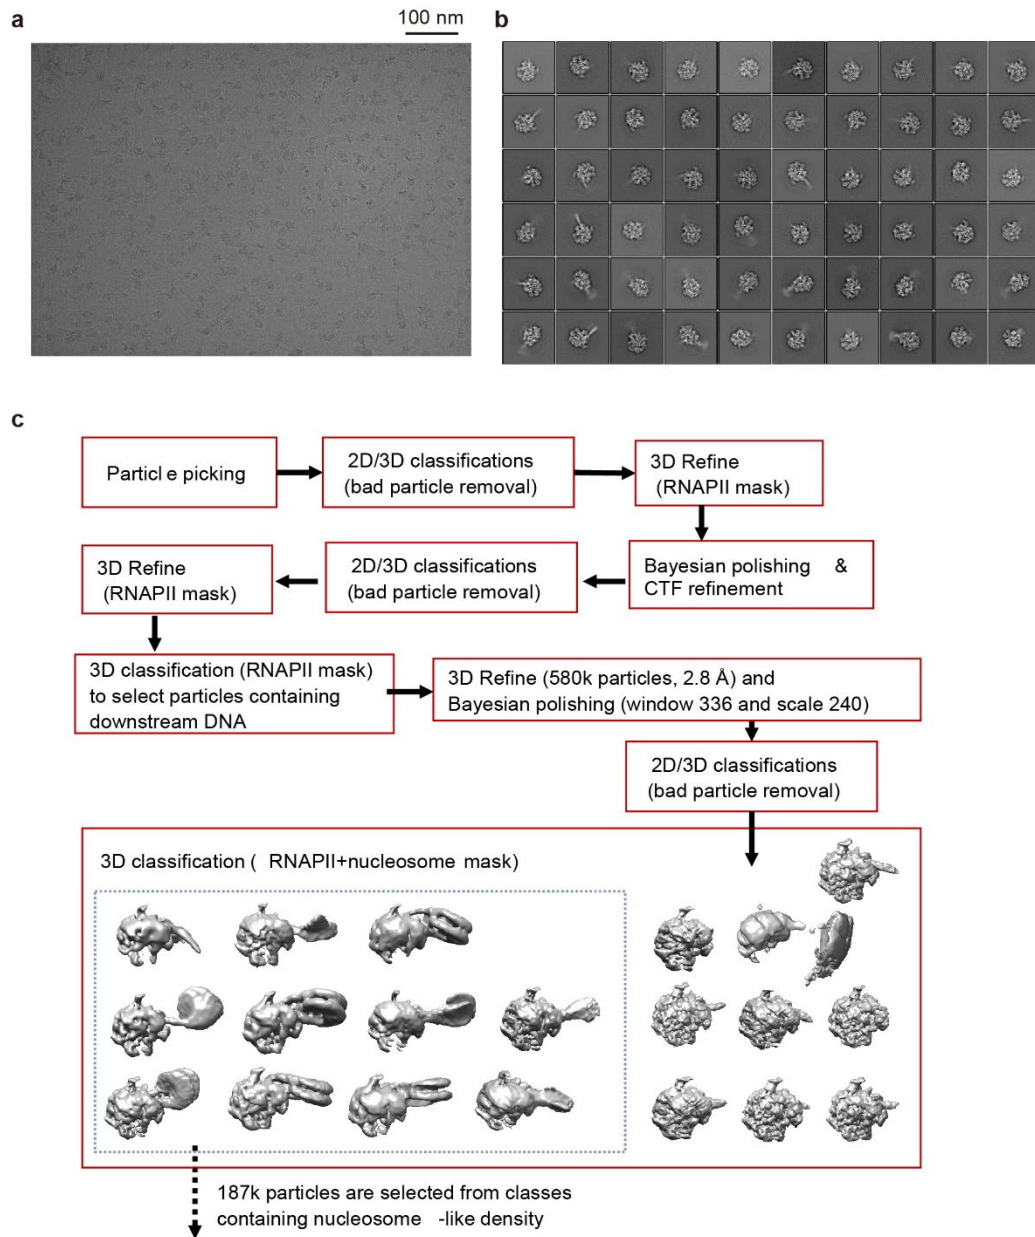 a
100 nm
b
c
Particl e picking
2D/3D classifications
(bad particle removal)
3D Refine
(RNAPII mask)
Bayesian polishing &
CTF refinement
2D/3D classifications
(bad particle removal)
3D Refine
(RNAPII mask)
3D classification (RNAPII mask)
to select particles containing
downstream DNA
3D Refine (580k particles, 2.8 Å) and
Bayesian polishing (window 336 and scale 240)
2D/3D classifications
(bad particle removal)
3D classification ( RNAPII+nucleosome mask)
187k particles are selected from classes
containing nucleosome -like density